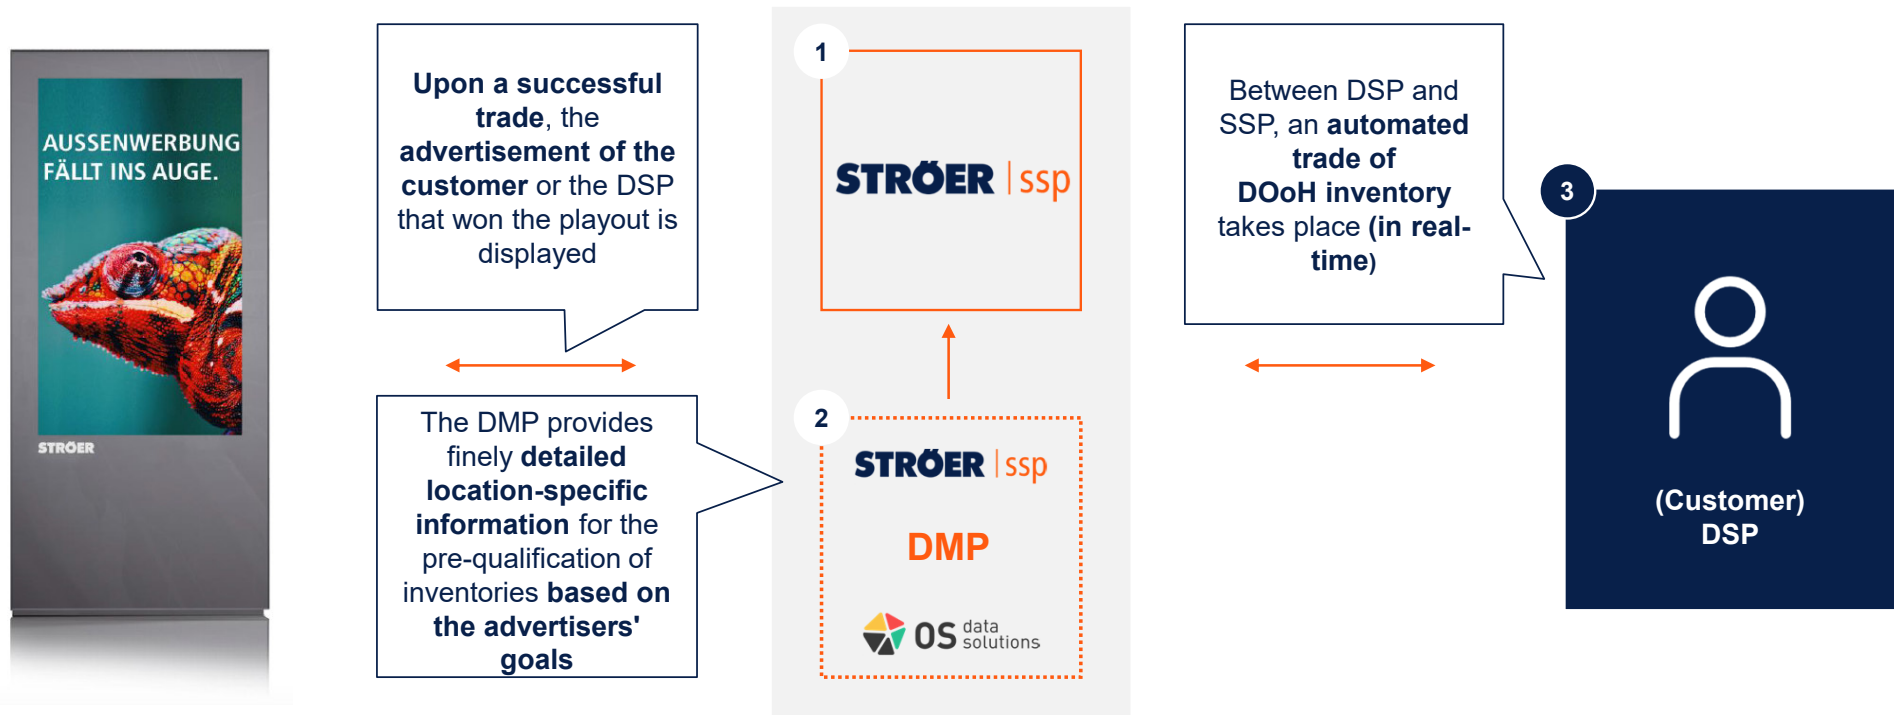 AUSSENWERBUNG
FÄLLT INS AUGE.
STRÖER
Upon a successful
trade, the
advertisement of the
customer or the DSP
that won the playout is
displayed
The DMP provides
finely detailed
location-specific
information for the
pre-qualification of
inventories based on
the advertisers'
goals
1
STRÖER | ssp
2
STRÖER | ssp
DMP
OS data
solutions
Between DSP and
SSP, an automated
trade of
DOoH inventory
takes place (in real-
time)
3
(Customer)
DSP